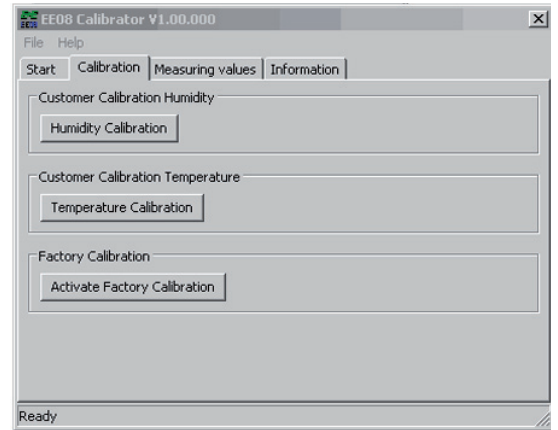 EE08 Calibrator V1.00.000
File Help
Start Calibration Measuring values Information
Customer Calibration Humidity
Humidity Calibration
Customer Calibration Temperature
Temperature Calibration
Factory Calibration
Activate Factory Calibration
Ready